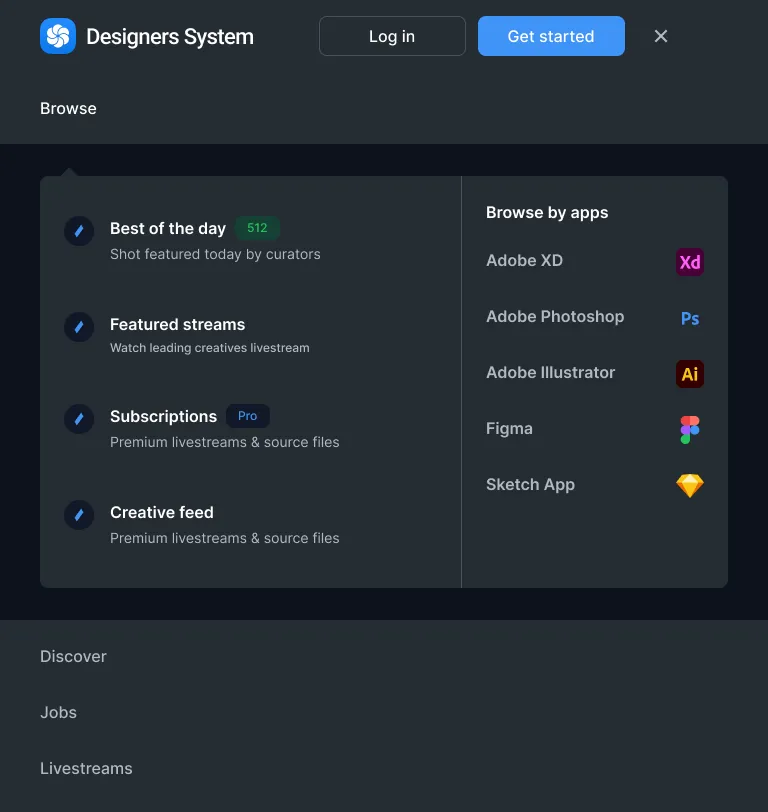 Designers System
Log in
Get started
Browse
Best of the day 512
Shot featured today by curators
Featured streams
Watch leading creatives livestream
Subscriptions Pro
Premium livestreams & source files
Creative feed
Premium livestreams & source files
Browse by apps
Adobe XD Xd
Adobe Photoshop Ps
Adobe Illustrator Ai
Figma
Sketch App
Discover
Jobs
Livestreams